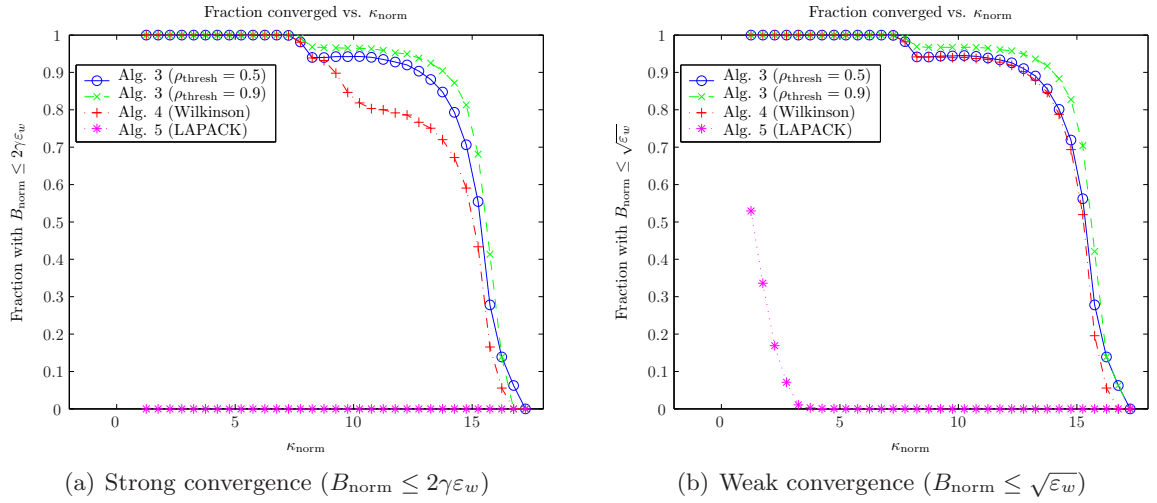 Fraction converged vs. κnorm
1
0.9
0.8
0.7
0.6
0.5
0.4
0.3
0.2
0.1
0
Fraction with Bnorm ≤ 2γεw
Alg. 3 (ρthresh = 0.5)
Alg. 3 (ρthresh = 0.9)
Alg. 4 (Wilkinson)
Alg. 5 (LAPACK)
0 5 10 15
κnorm
(a) Strong convergence (Bnorm ≤ 2γεw)
Fraction converged vs. κnorm
1
0.9
0.8
0.7
0.6
0.5
0.4
0.3
0.2
0.1
0
Fraction with Bnorm ≤ √εw
Alg. 3 (ρthresh = 0.5)
Alg. 3 (ρthresh = 0.9)
Alg. 4 (Wilkinson)
Alg. 5 (LAPACK)
0 5 10 15
κnorm
(b) Weak convergence (Bnorm ≤ √εw)